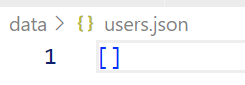 data > {} users.json
1 []